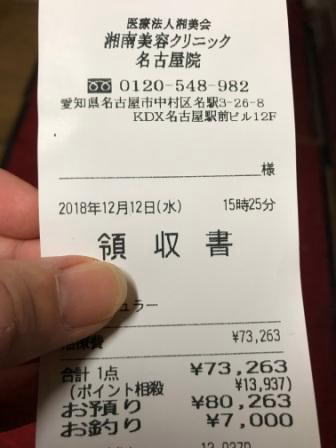 医療法人湘美会
湘南美容クリニック
名古屋院
0120-548-982
愛知県名古屋市中村区名駅3-26-8
KDX名古屋駅前ビル12F
様
2018年12月12日(水) 15時25分
領収書
ュラー
治療費 ¥73,263
合計 1点 ¥73,263
(ポイント相殺 ¥13,937)
お預り ¥80,263
お釣り ¥7,000